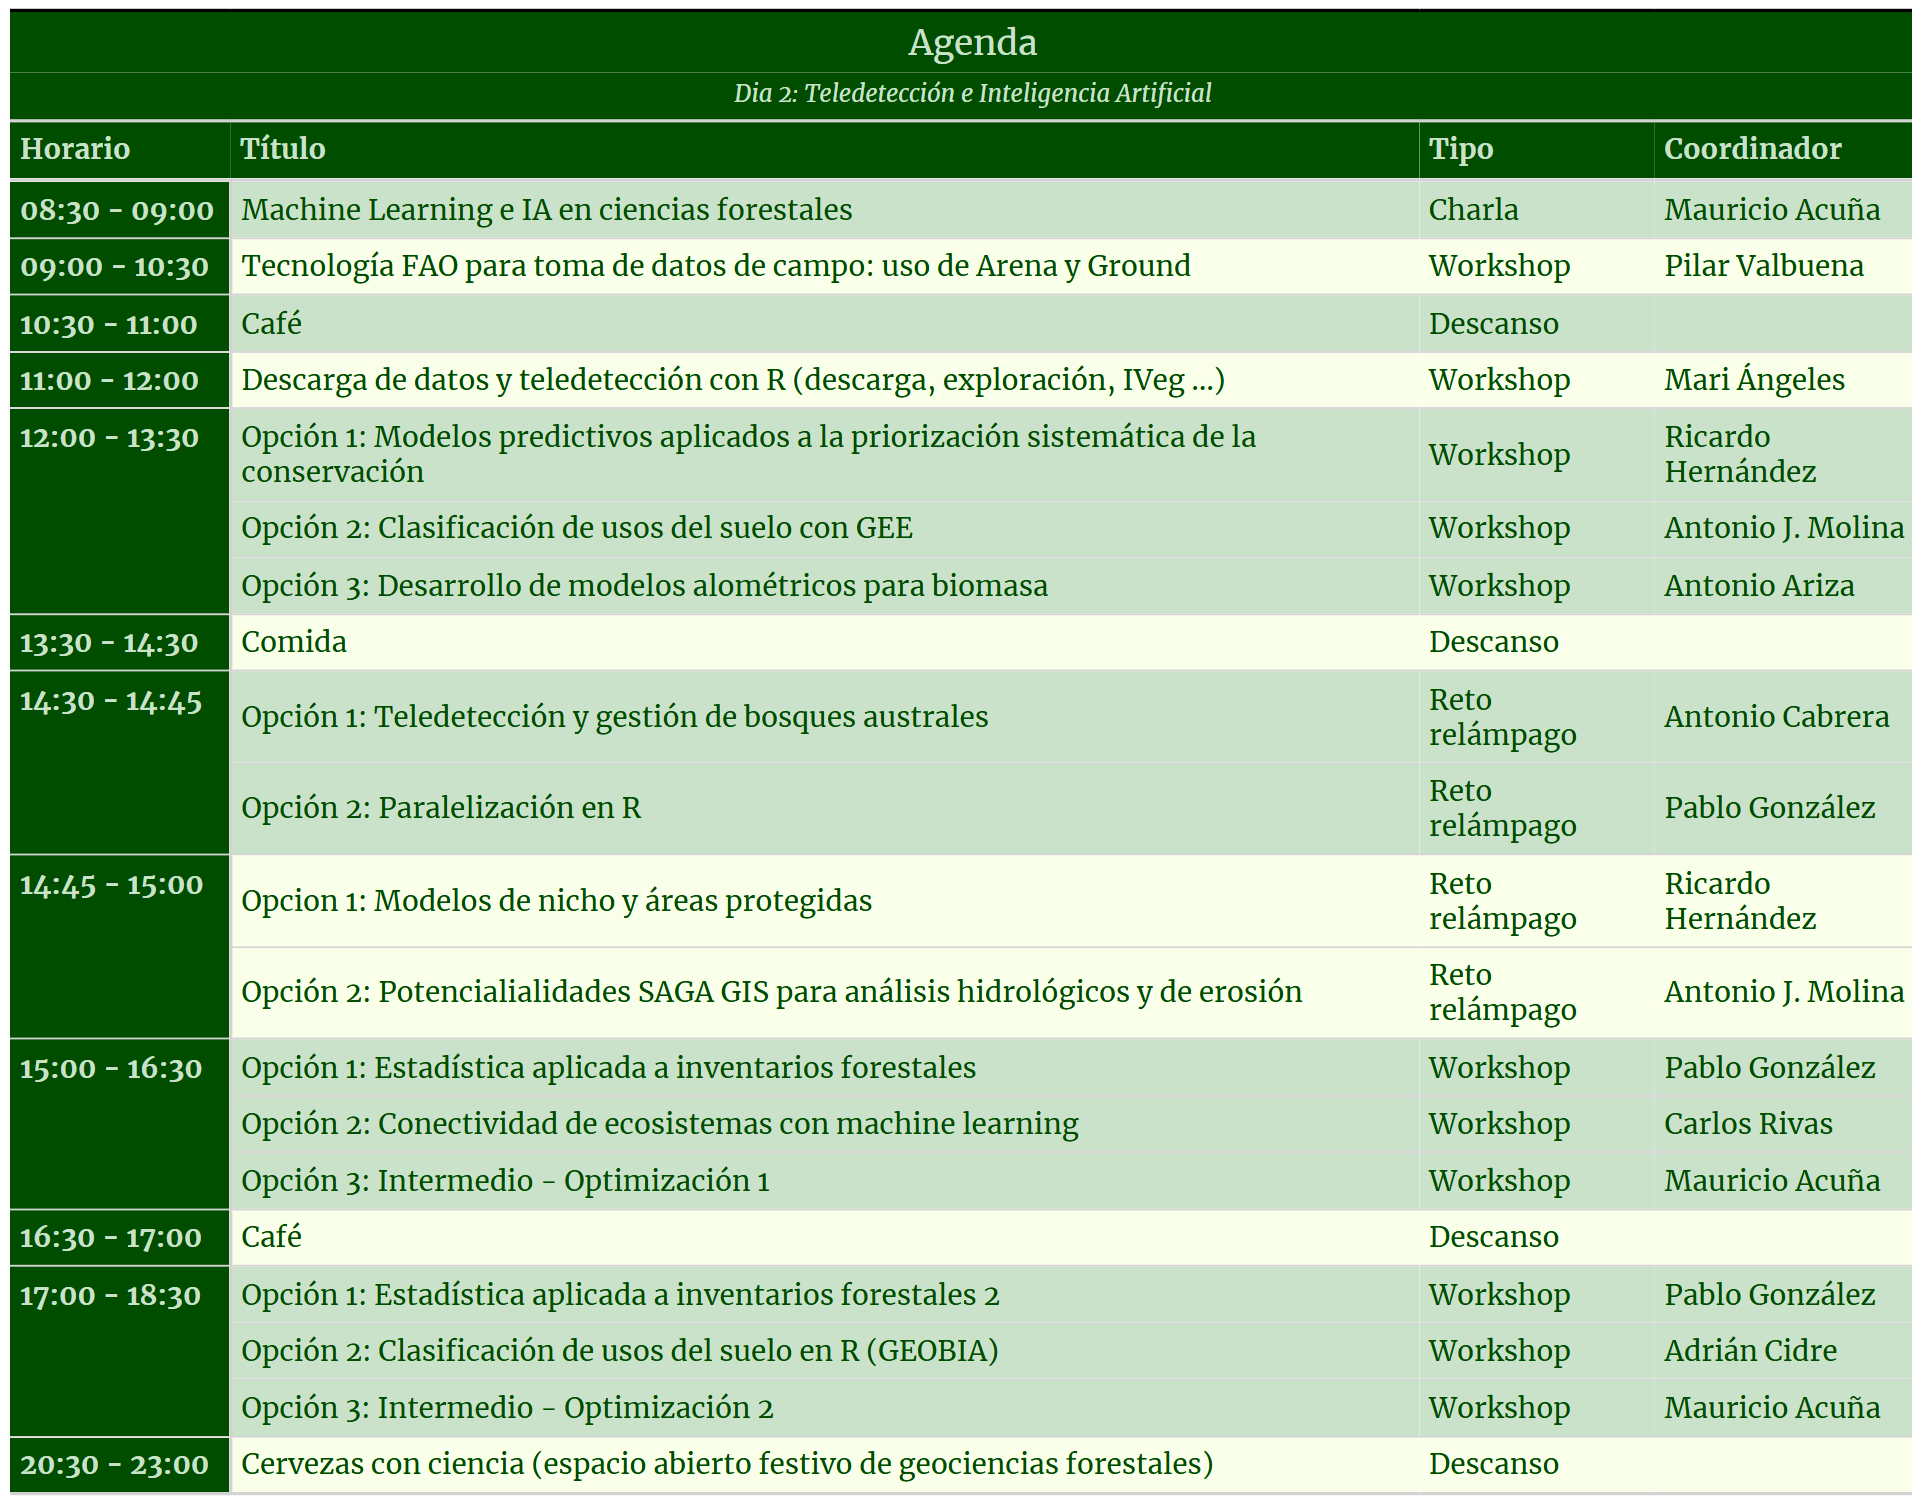 Agenda
Dia 2: Teledetección e Inteligencia Artificial
Horario Título Tipo Coordinador
08:30 - 09:00 Machine Learning e IA en ciencias forestales Charla Mauricio Acuña
09:00 - 10:30 Tecnología FAO para toma de datos de campo: uso de Arena y Ground Workshop Pilar Valbuena
10:30 - 11:00 Café Descanso
11:00 - 12:00 Descarga de datos y teledetección con R (descarga, exploración, IVeg ...) Workshop Mari Ángeles
12:00 - 13:30 Opción 1: Modelos predictivos aplicados a la priorización sistemática de la
conservación Workshop Ricardo
Hernández
Opción 2: Clasificación de usos del suelo con GEE Workshop Antonio J. Molina
Opción 3: Desarrollo de modelos alométricos para biomasa Workshop Antonio Ariza
13:30 - 14:30 Comida Descanso
14:30 - 14:45 Opción 1: Teledetección y gestión de bosques australes Reto
relámpago Antonio Cabrera
Opción 2: Paralelización en R Reto
relámpago Pablo González
14:45 - 15:00 Opcion 1: Modelos de nicho y áreas protegidas Reto
relámpago Ricardo
Hernández
Opción 2: Potencialialidades SAGA GIS para análisis hidrológicos y de erosión Reto
relámpago Antonio J. Molina
15:00 - 16:30 Opción 1: Estadística aplicada a inventarios forestales Workshop Pablo González
Opción 2: Conectividad de ecosistemas con machine learning Workshop Carlos Rivas
Opción 3: Intermedio - Optimización 1 Workshop Mauricio Acuña
16:30 - 17:00 Café Descanso
17:00 - 18:30 Opción 1: Estadística aplicada a inventarios forestales 2 Workshop Pablo González
Opción 2: Clasificación de usos del suelo en R (GEOBIA) Workshop Adrián Cidre
Opción 3: Intermedio - Optimización 2 Workshop Mauricio Acuña
20:30 - 23:00 Cervezas con ciencia (espacio abierto festivo de geociencias forestales) Descanso